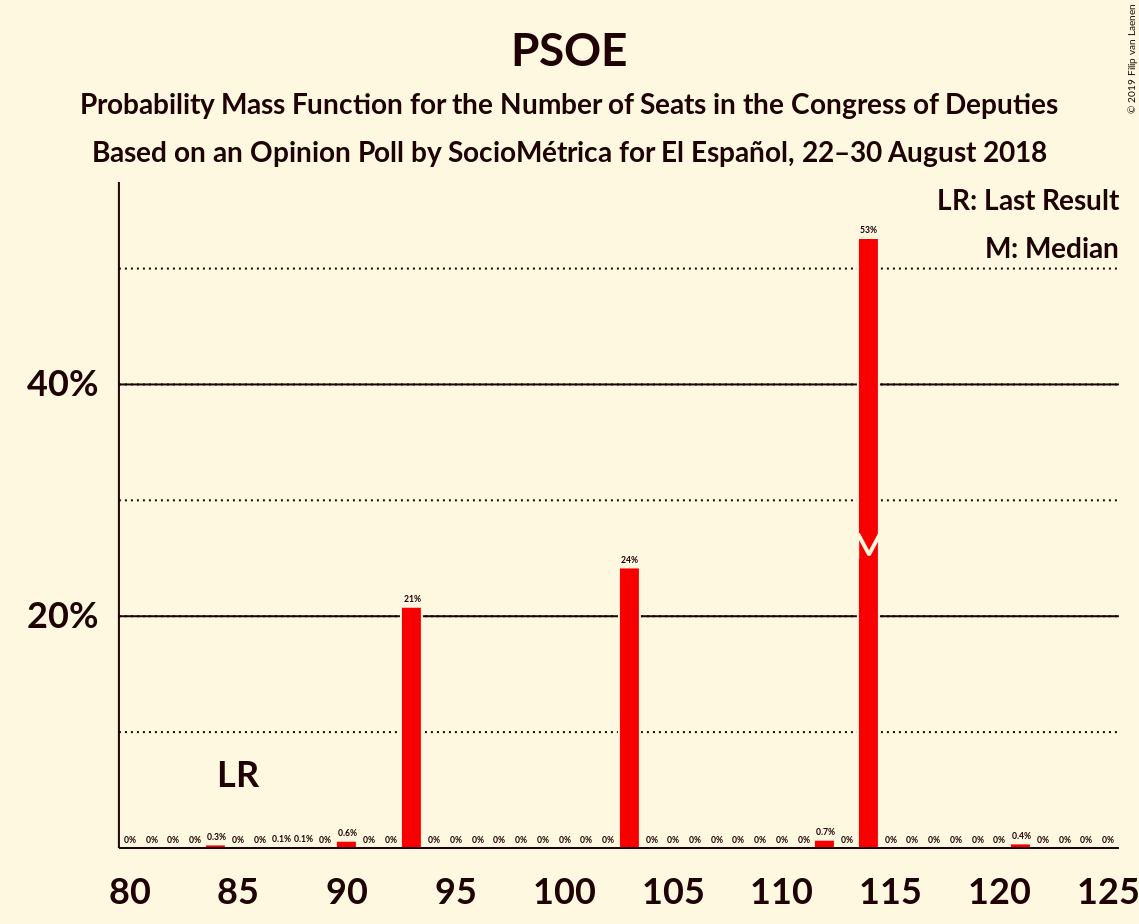 PSOE
Probability Mass Function for the Number of Seats in the Congress of Deputies
Based on an Opinion Poll by SocioMétrica for El Español, 22–30 August 2018
© 2019 Filip van Laenen
LR: Last Result
M: Median
53%
40%
24%
21%
20%
LR
0% 0% 0% 0% 0.3% 0% 0% 0.1% 0.1% 0% 0.6% 0% 0% 0% 0% 0% 0% 0% 0% 0% 0% 0% 0% 0% 0% 0% 0% 0% 0% 0% 0.7% 0% 0% 0% 0% 0% 0% 0% 0.4% 0% 0% 0% 0%
80 85 90 95 100 105 110 115 120 125